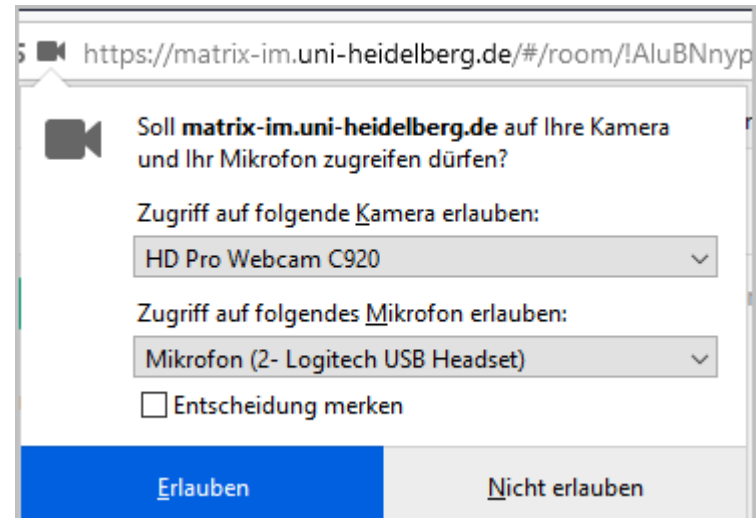 https://matrix-im.uni-heidelberg.de/#/room/!AluBNnyp
Soll matrix-im.uni-heidelberg.de auf Ihre Kamera
und Ihr Mikrofon zugreifen dürfen?
Zugriff auf folgende Kamera erlauben:
HD Pro Webcam C920
Zugriff auf folgendes Mikrofon erlauben:
Mikrofon (2- Logitech USB Headset)
Entscheidung merken
Erlauben
Nicht erlauben